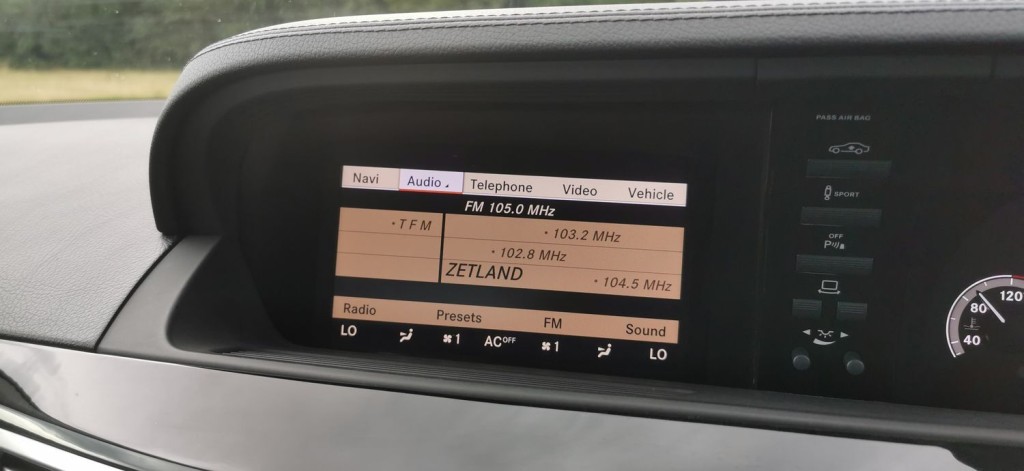 PASS AIR BAG
Navi Audio Telephone Video Vehicle
FM 105.0 MHz
• TFM • 103.2 MHz
• 102.8 MHz
ZETLAND • 104.5 MHz
Radio Presets FM Sound
LO 1 AC OFF 1 LO
SPORT
OFF
P
120
80
40